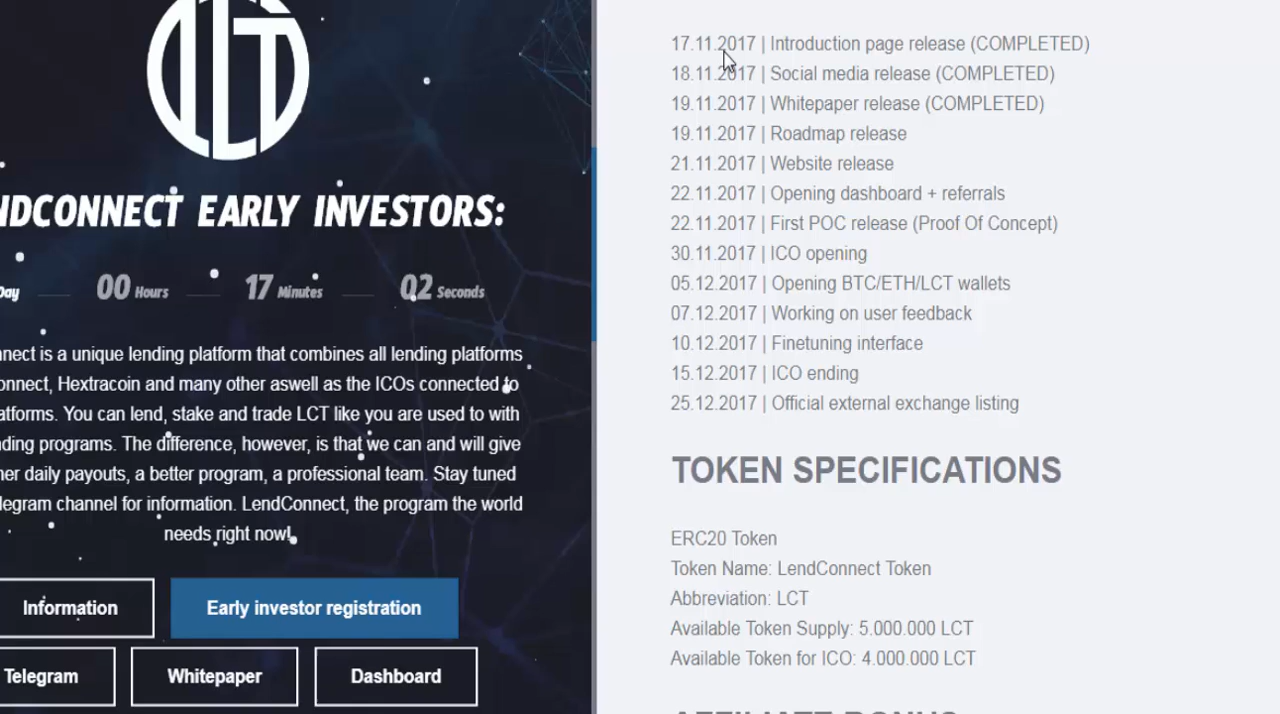 LCT
NDCONNECT EARLY INVESTORS:
Day 00 Hours 17 Minutes 02 Seconds
nnect is a unique lending platform that combines all lending platforms
onnect, Hextracoin and many other aswell as the ICOs connected to
atforms. You can lend, stake and trade LCT like you are used to with
nding programs. The difference, however, is that we can and will give
her daily payouts, a better program, a professional team. Stay tuned
legram channel for information. LendConnect, the program the world
needs right now!
Information
Early investor registration
Telegram
Whitepaper
Dashboard
17.11.2017 | Introduction page release (COMPLETED)
18.11.2017 | Social media release (COMPLETED)
19.11.2017 | Whitepaper release (COMPLETED)
19.11.2017 | Roadmap release
21.11.2017 | Website release
22.11.2017 | Opening dashboard + referrals
22.11.2017 | First POC release (Proof Of Concept)
30.11.2017 | ICO opening
05.12.2017 | Opening BTC/ETH/LCT wallets
07.12.2017 | Working on user feedback
10.12.2017 | Finetuning interface
15.12.2017 | ICO ending
25.12.2017 | Official external exchange listing
TOKEN SPECIFICATIONS
ERC20 Token
Token Name: LendConnect Token
Abbreviation: LCT
Available Token Supply: 5.000.000 LCT
Available Token for ICO: 4.000.000 LCT